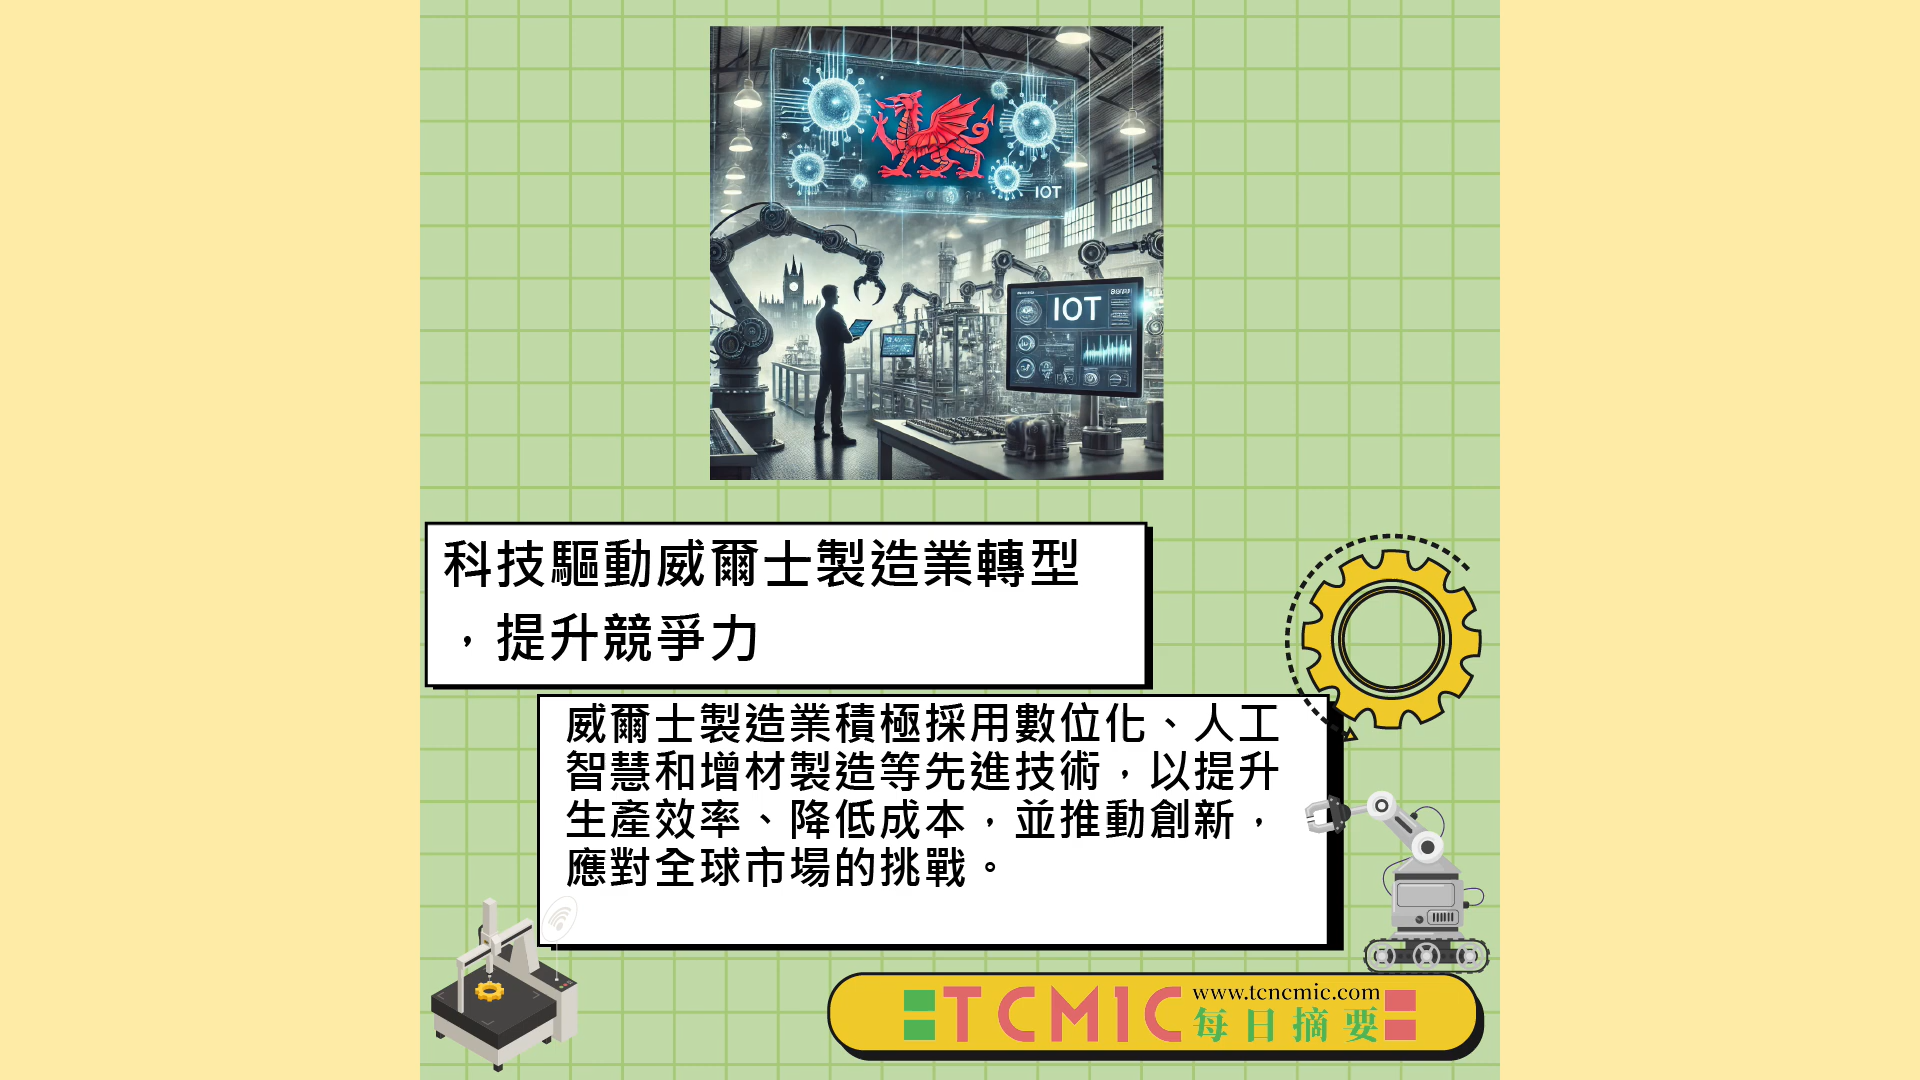 IOT
IOT
科技驅動威爾士製造業轉型
，提升競爭力
威爾士製造業積極採用數位化、人工
智慧和增材製造等先進技術，以提升
生產效率、降低成本，並推動創新，
應對全球市場的挑戰。
TCMIC
www.tcncmic.com
每日摘要